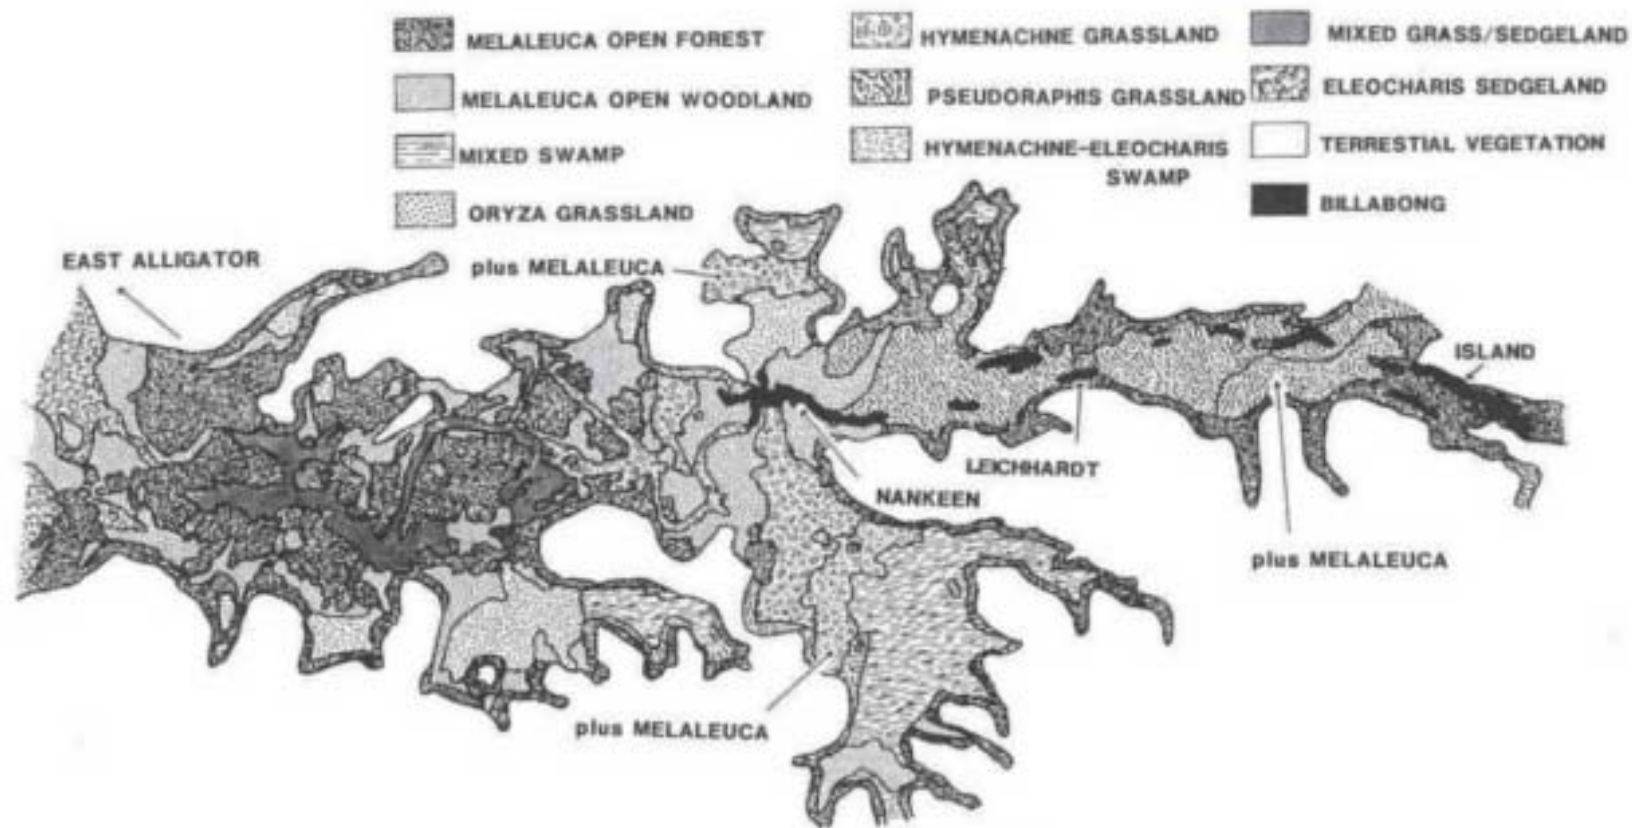 MELALEUCA OPEN FOREST
MELALEUCA OPEN WOODLAND
MIXED SWAMP
ORYZA GRASSLAND
HYMENACHNE GRASSLAND
PSEUDORAPHIS GRASSLAND
HYMENACHNE-ELEOCHARIS
SWAMP
MIXED GRASS/SEDGELAND
ELEOCHARIS SEDGELAND
TERRESTIAL VEGETATION
BILLABONG
EAST ALLIGATOR
plus MELALEUCA
ISLAND
LEICHHARDT
NANKEEN
plus MELALEUCA
plus MELALEUCA